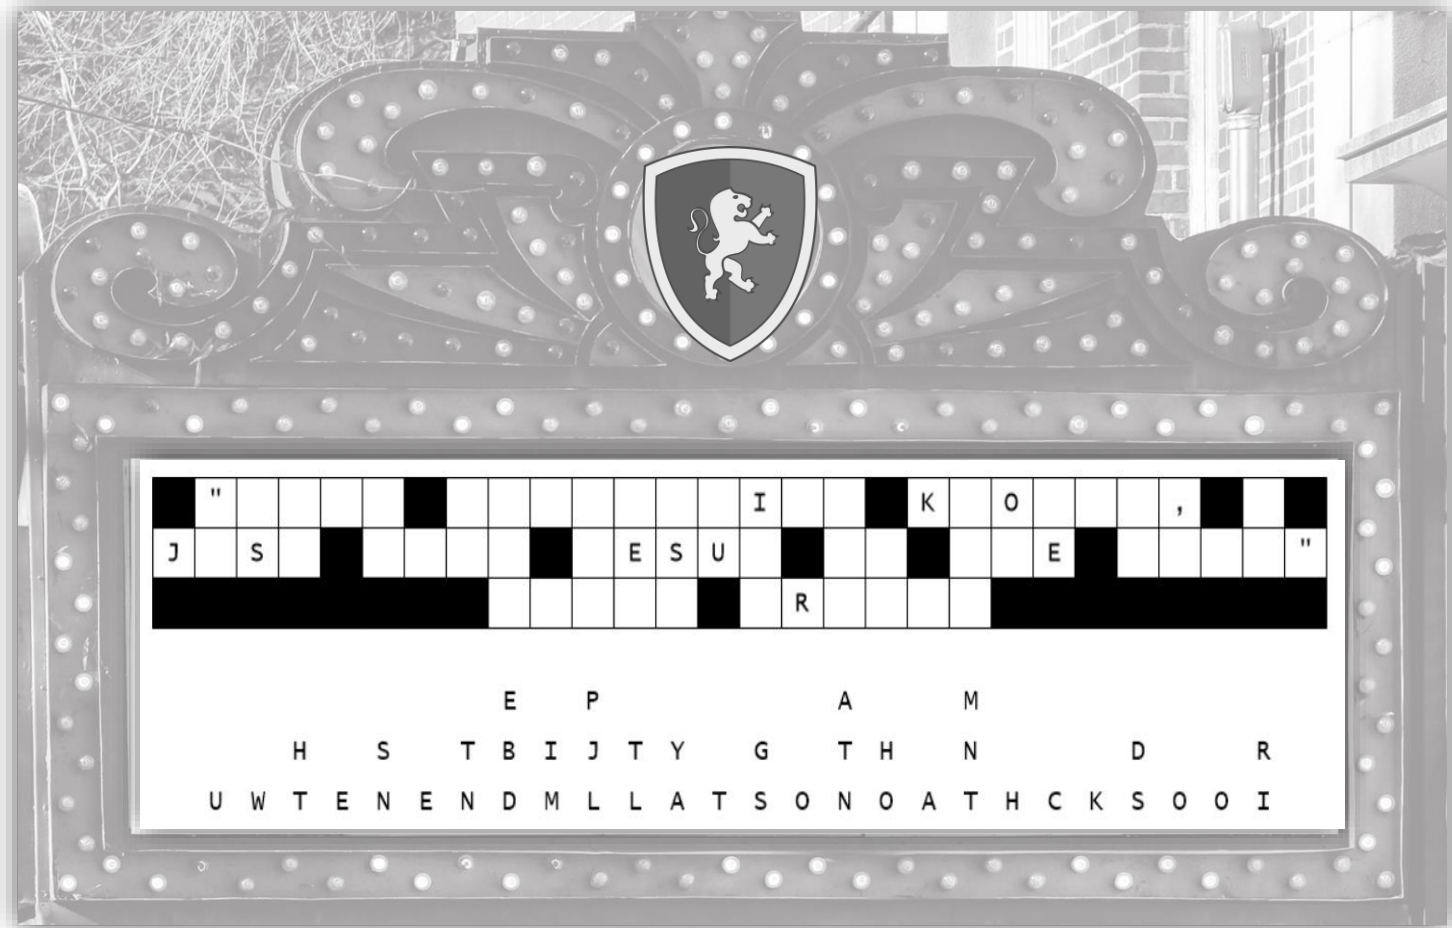 " I K O ,
J S E S U E "
R
E P A M
H S T B I J T Y G T H N D R
U W T E N E N D M L L A T S O N O A T H C K S O O I